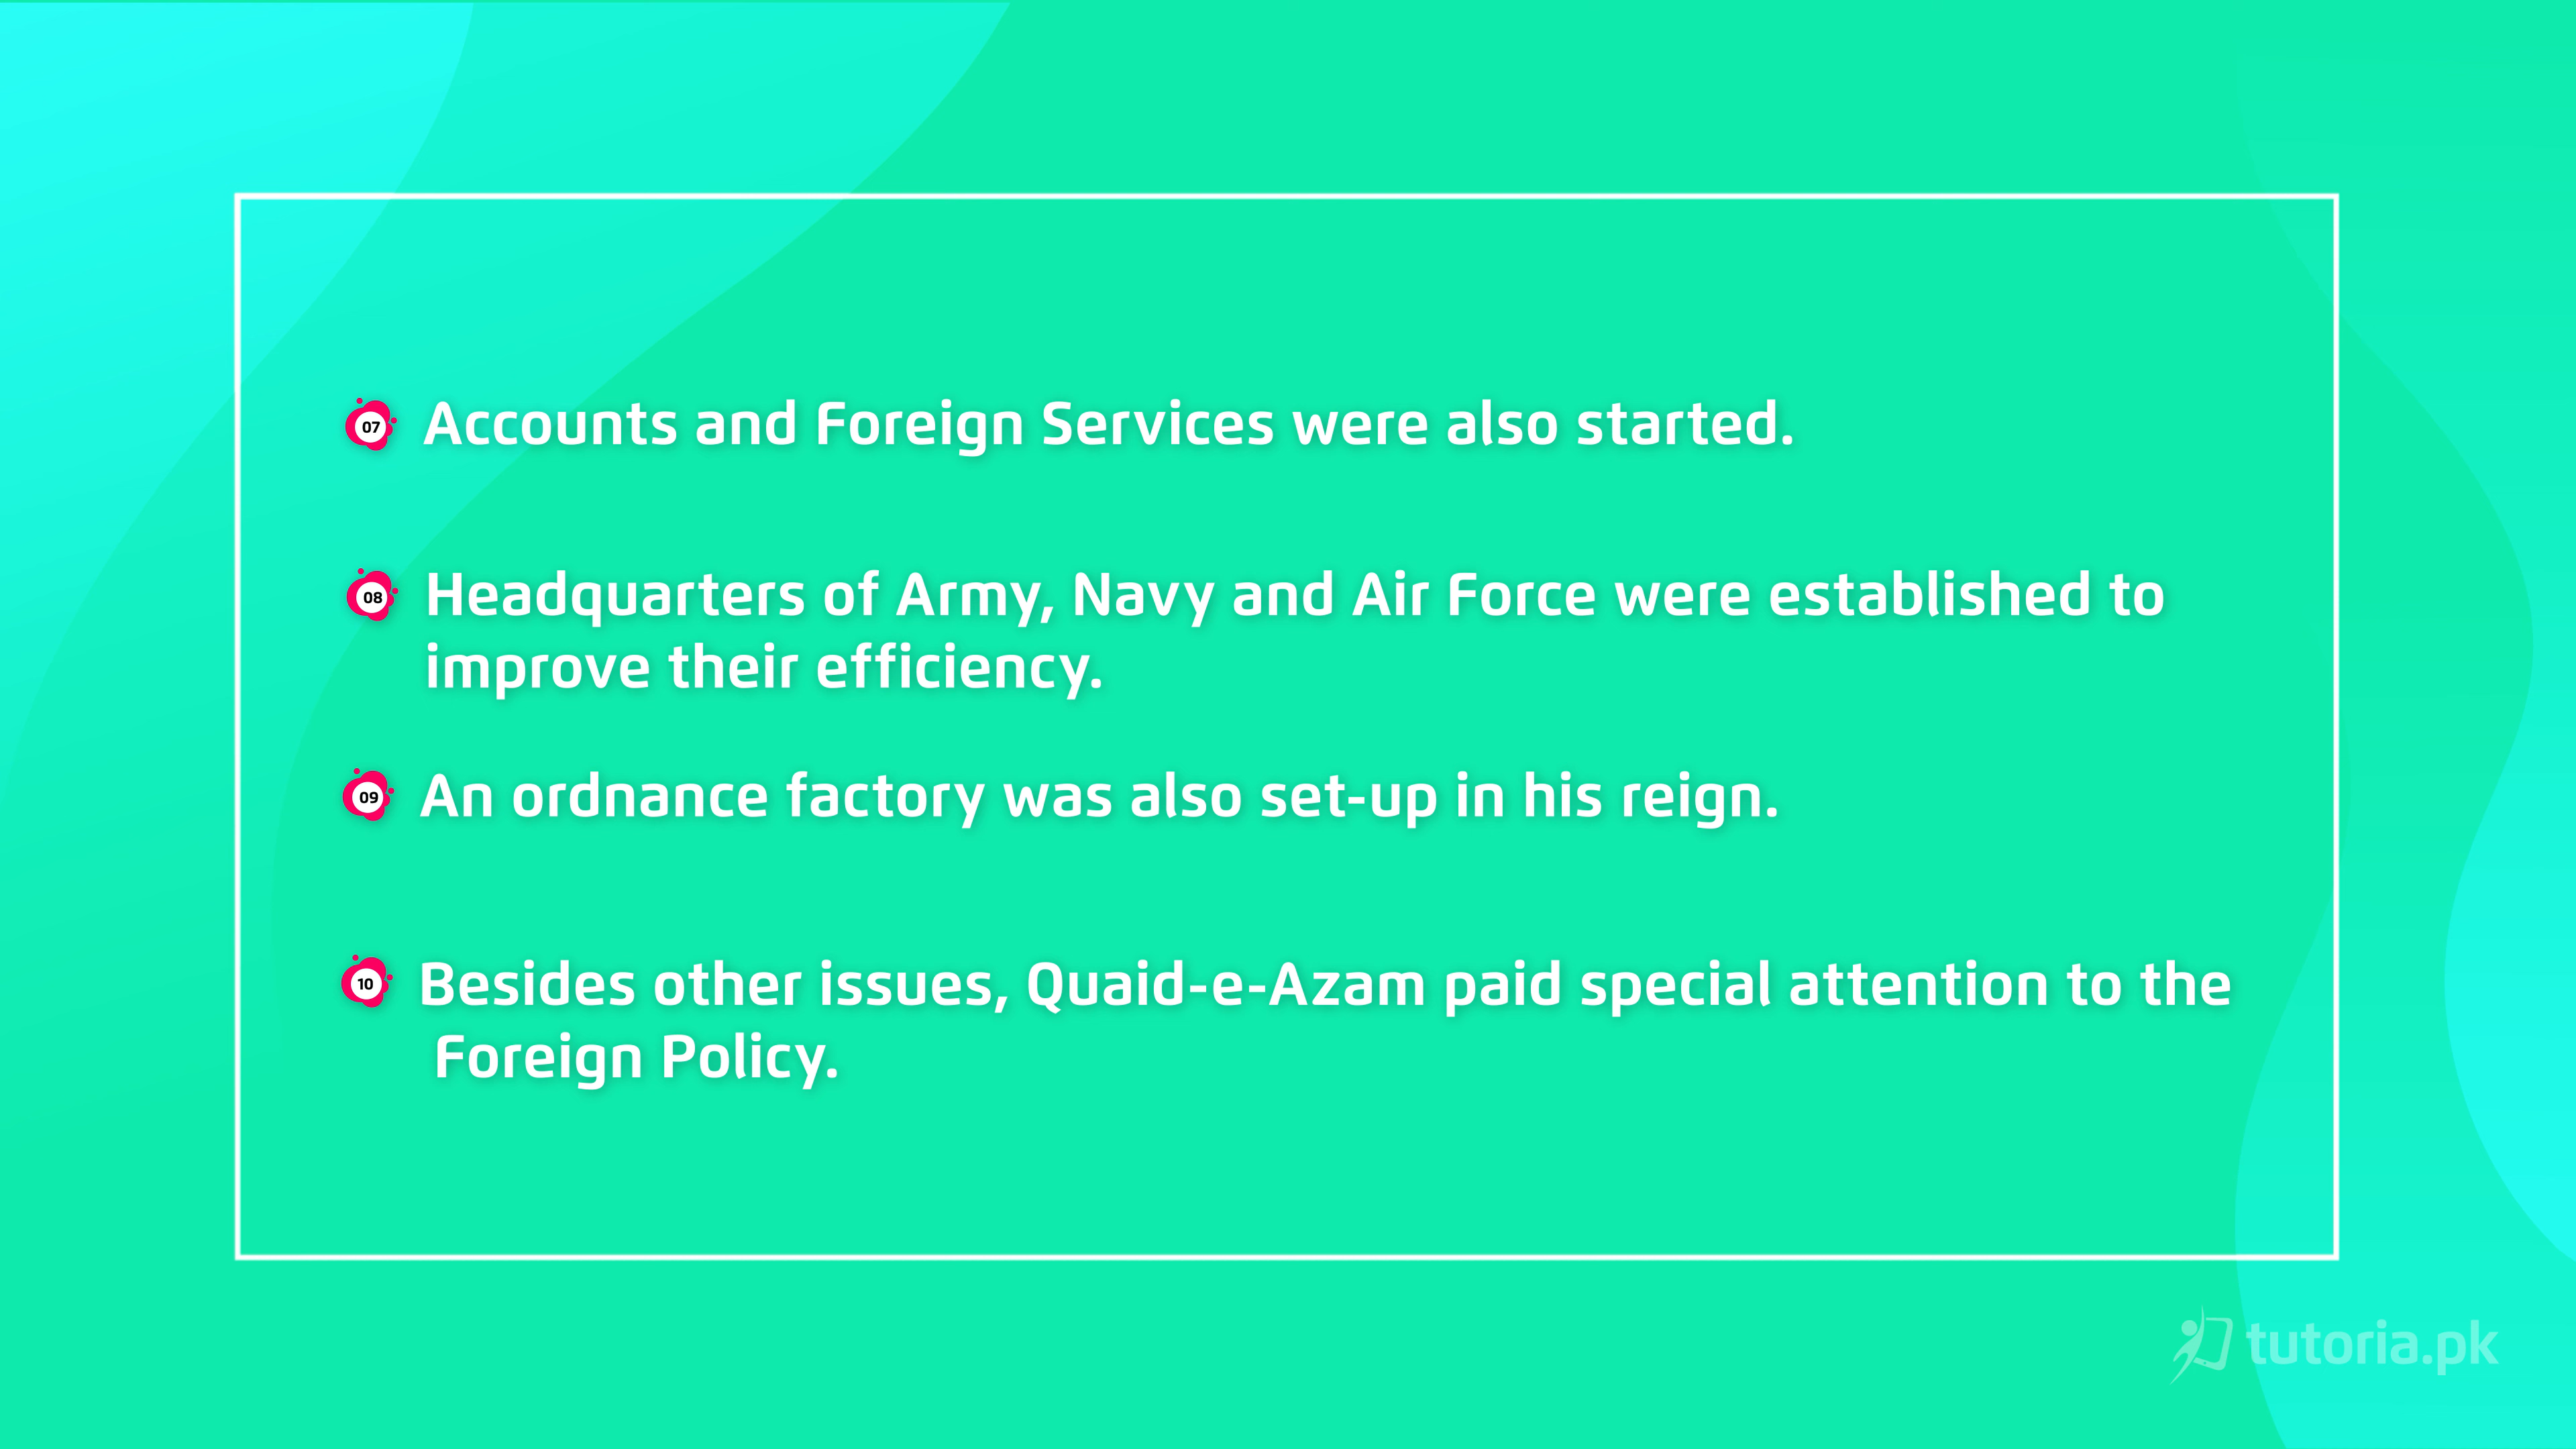 07 Accounts and Foreign Services were also started.
08 Headquarters of Army, Navy and Air Force were established to
improve their efficiency.
09 An ordnance factory was also set-up in his reign.
10 Besides other issues, Quaid-e-Azam paid special attention to the
Foreign Policy.
tutoria.pk